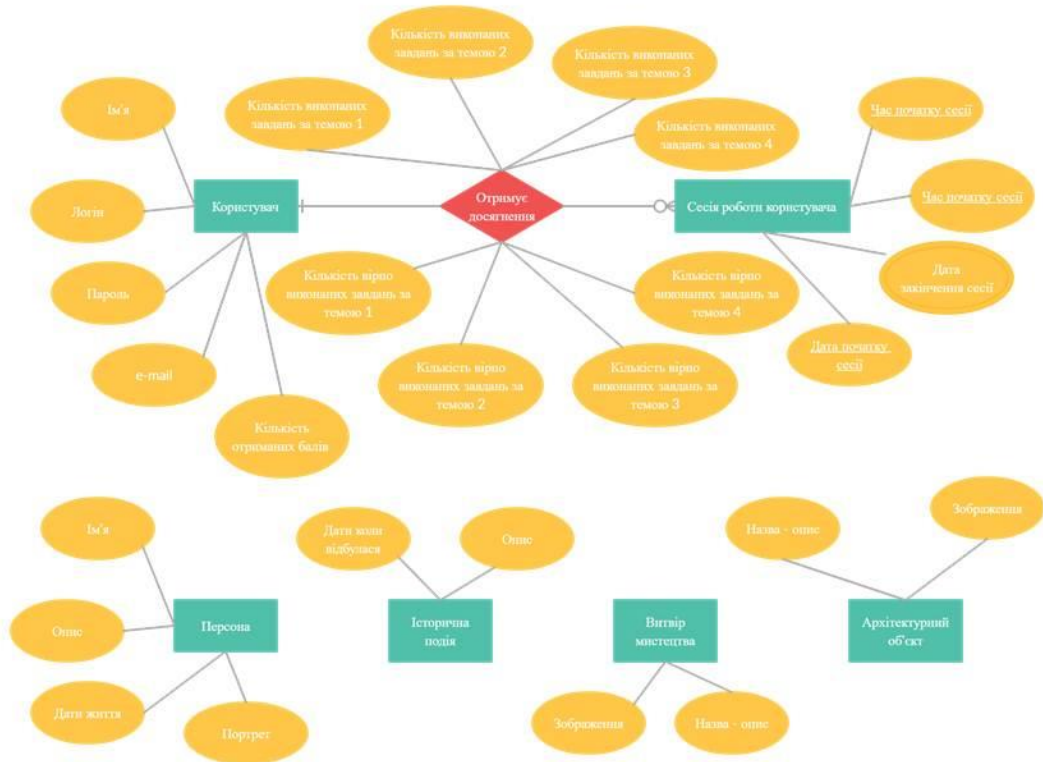 Кількість виконаних
завдань за темою 2
Кількість виконаних
завдань за темою 3
Ім'я
Кількість виконаних
завдань за темою 1
Кількість виконаних
завдань за темою 4
Час початку сесії
Логін
Користувач
Отримує
досягнення
Сесія роботи користувача
Час початку сесії
Пароль
Кількість вірно
виконаних завдань за
темою 1
Кількість вірно
виконаних завдань за
темою 4
Дата
закінчення сесії
e-mail
Кількість вірно
виконаних завдань за
темою 2
Кількість вірно
виконаних завдань за
темою 3
Дата початку
сесії
Кількість
отриманих балів
Ім'я
Дати коли
відбулася
Опис
Назва - опис
Зображення
Опис
Персона
Історична
подія
Витвір
мистецтва
Архітектурний
об'єкт
Дати життя
Портрет
Зображення
Назва - опис